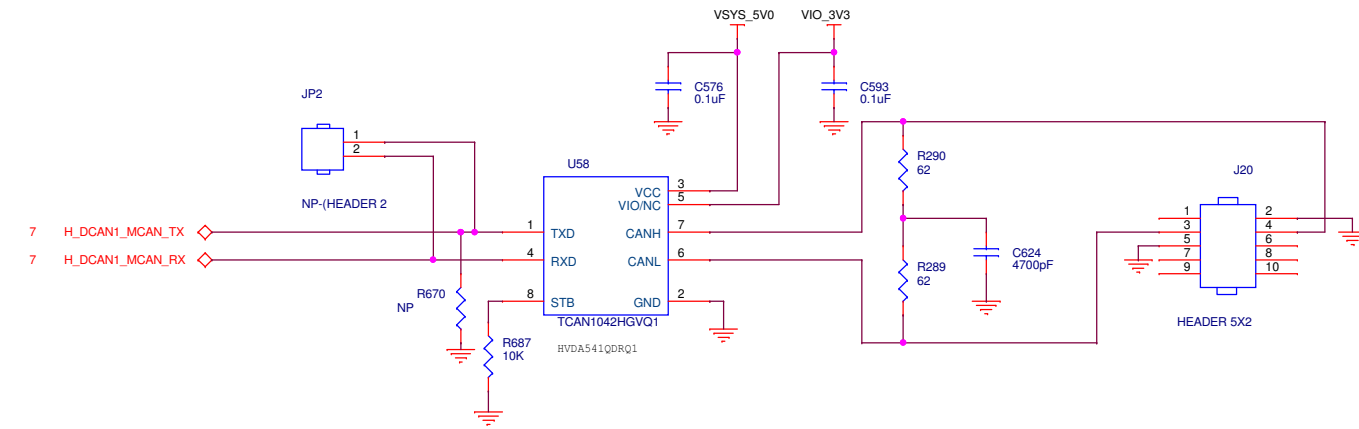 VSYS_5V0 VIO_3V3
C576
0.1uF
C593
0.1uF
JP2
1
2
NP-(HEADER 2
U58
VCC 3
VIO/NC 5
7 H_DCAN1_MCAN_TX 1 TXD CANH 7
7 H_DCAN1_MCAN_RX 4 RXD CANL 6
8 STB GND 2
TCAN1042HGVQ1
HVDA541QDRQ1
R670
NP
R687
10K
R290
62
R289
62
C624
4700pF
J20
1 2
3 4
5 6
7 8
9 10
HEADER 5X2